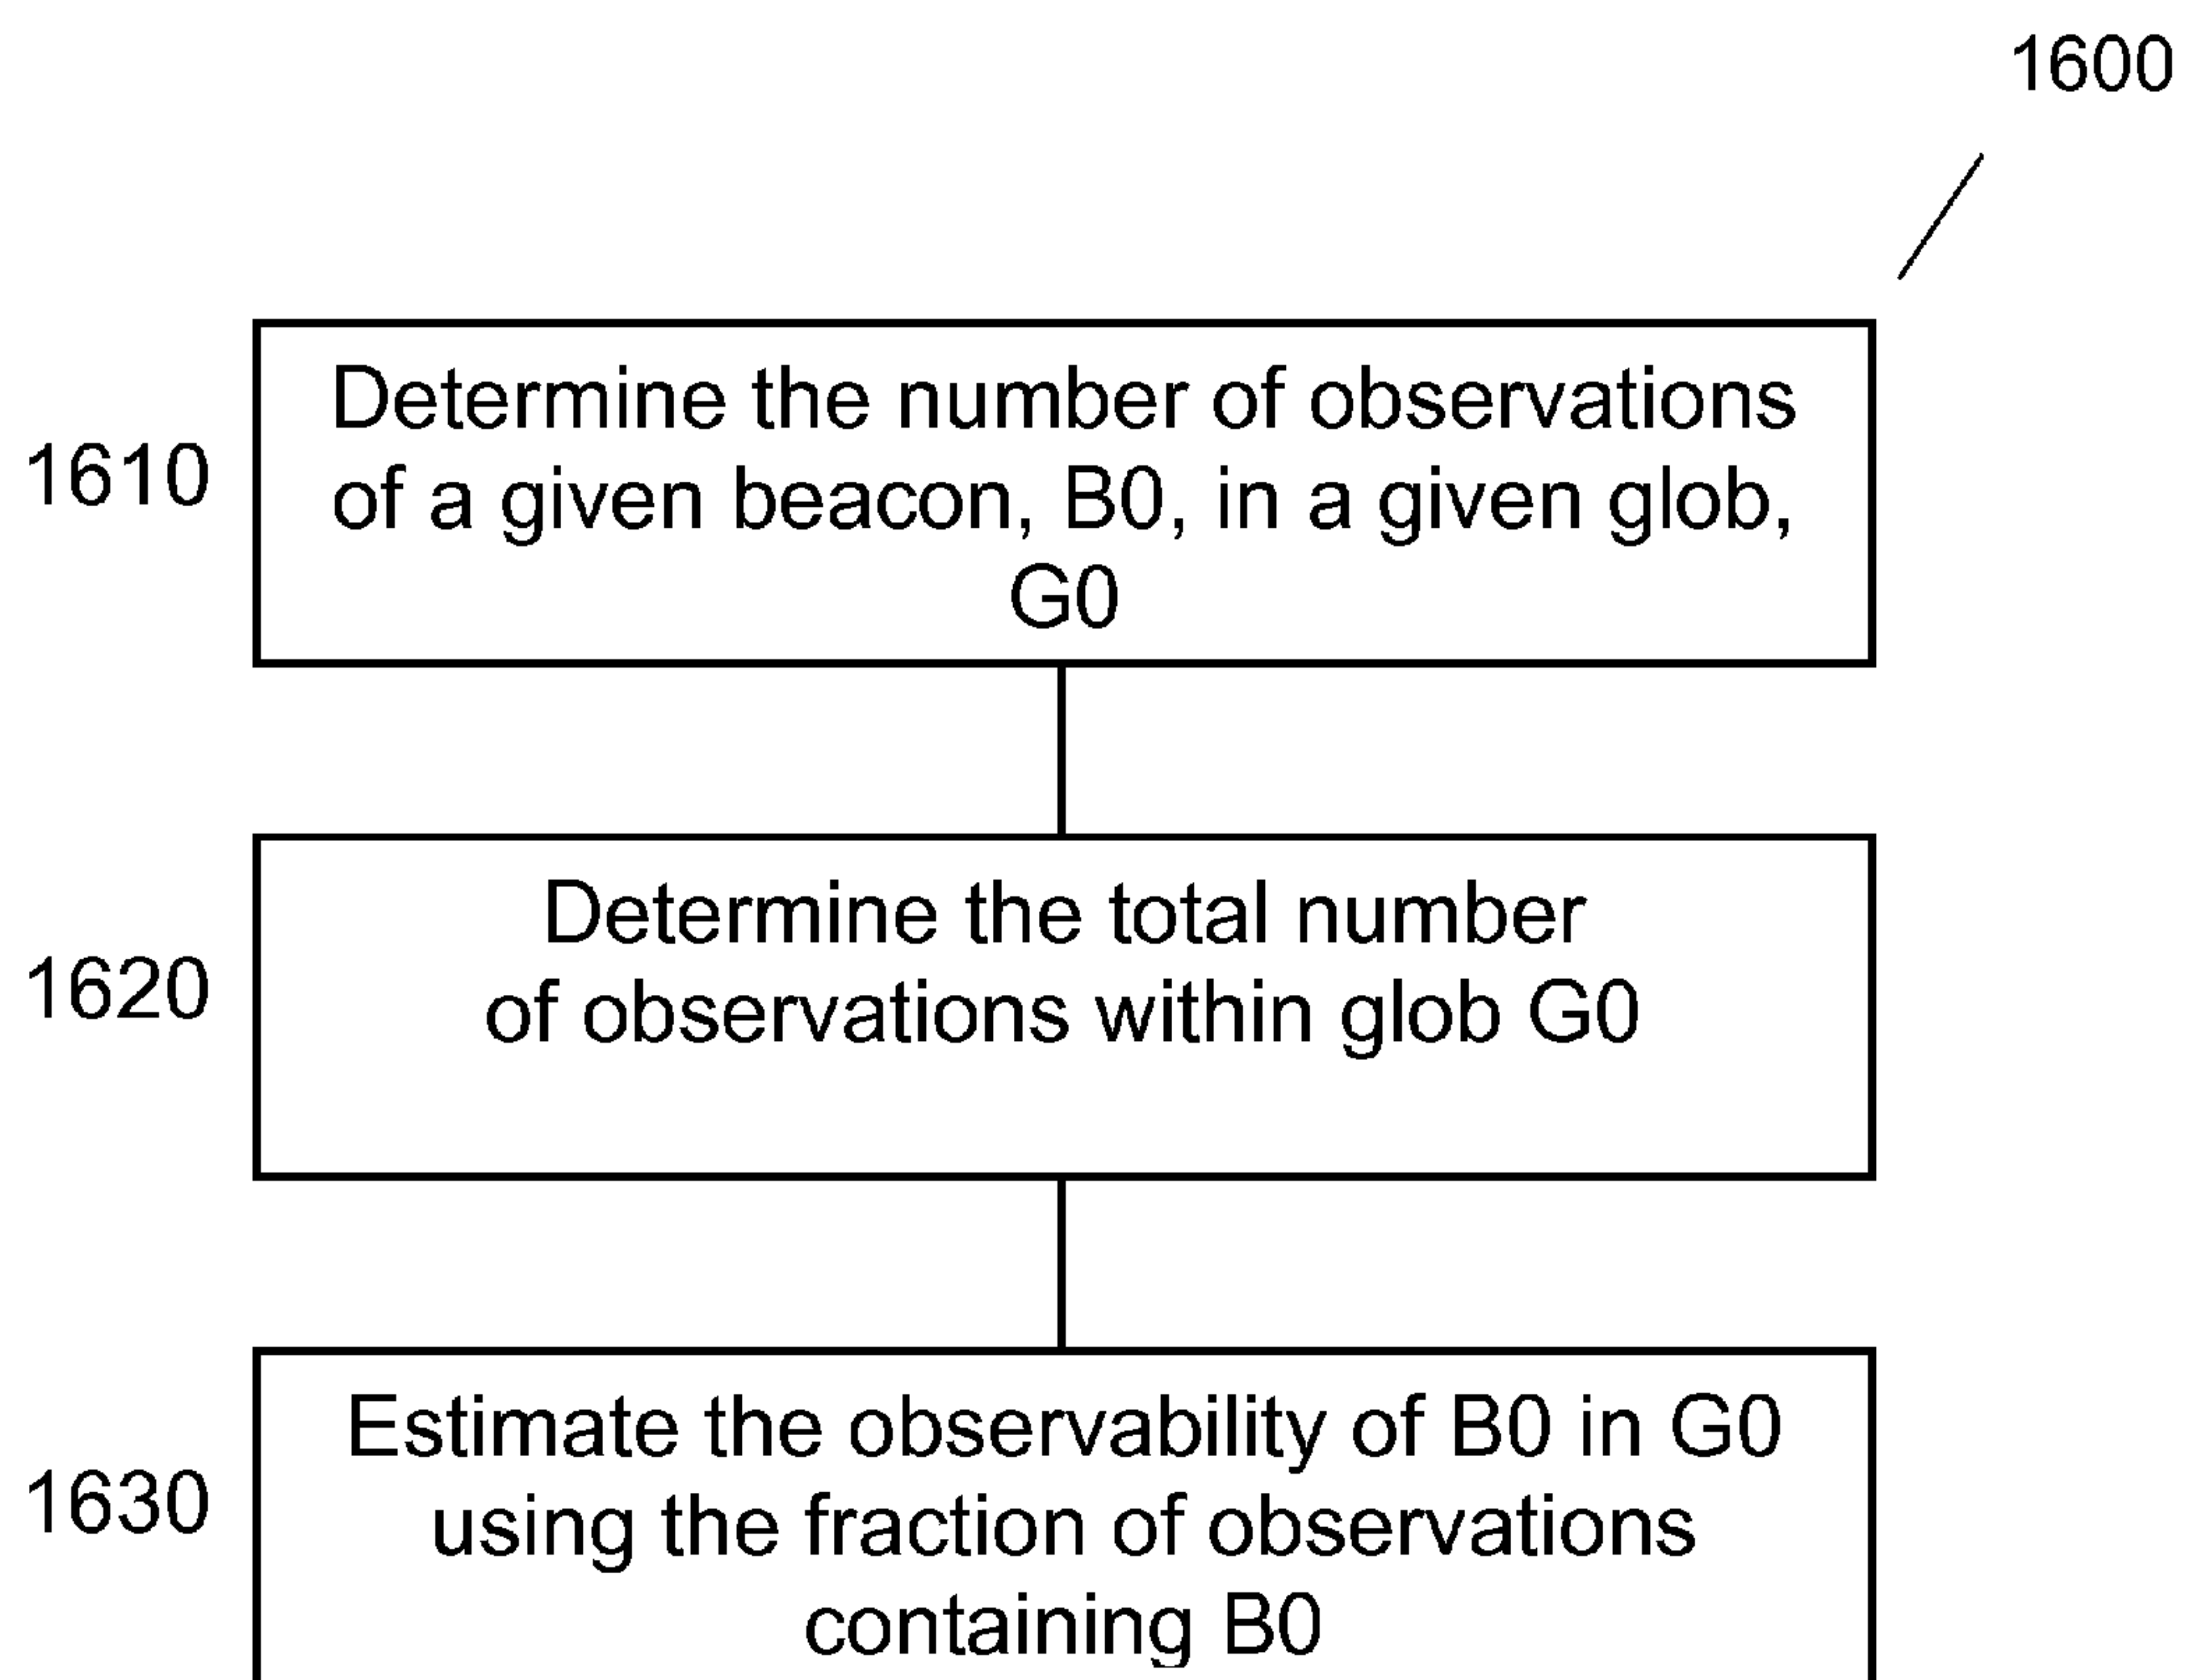 1600
1610
Determine the number of observations
of a given beacon, B0, in a given glob,
G0
1620
Determine the total number
of observations within glob G0
1630
Estimate the observability of B0 in G0
using the fraction of observations
containing B0